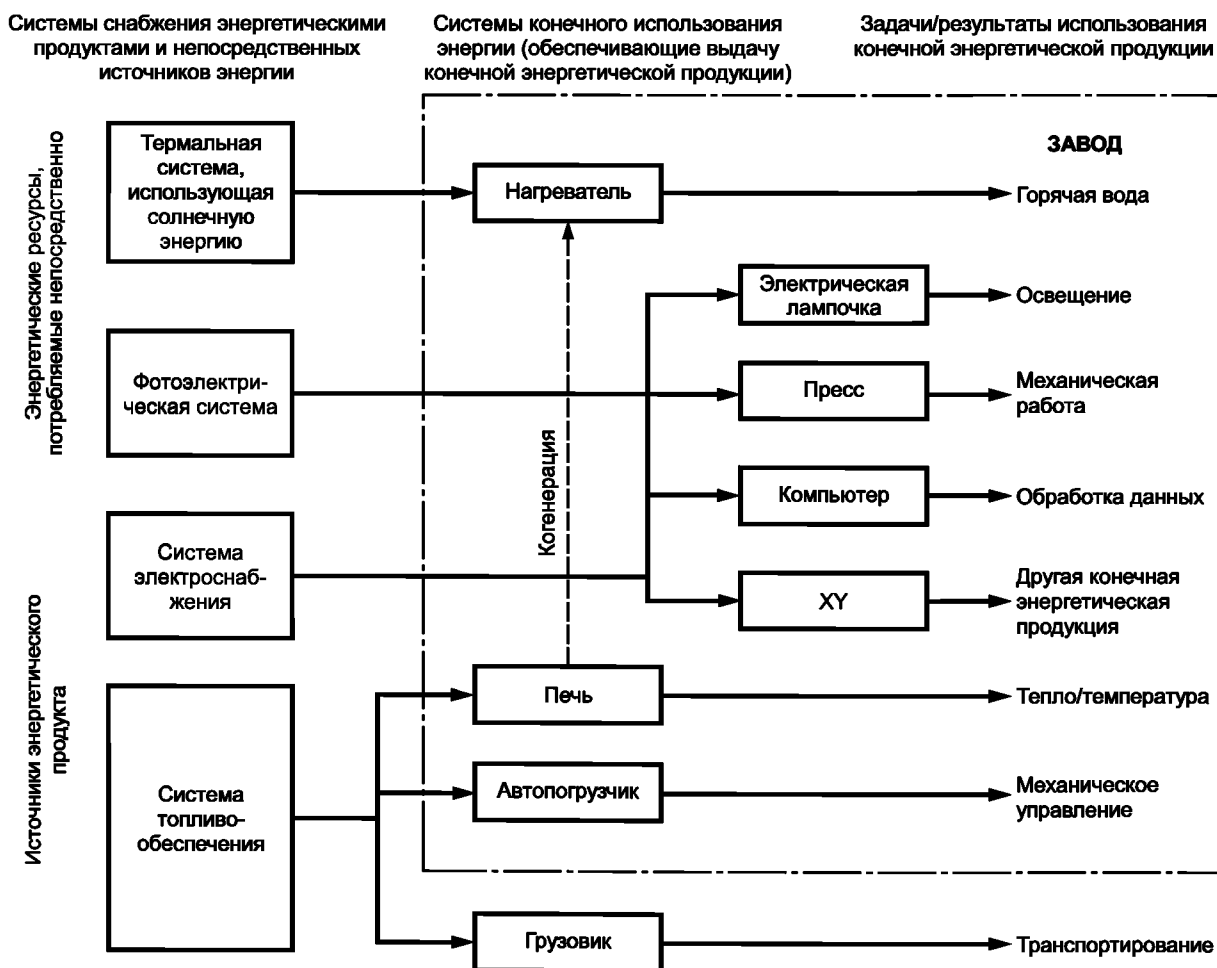 Системы снабжения энергетическими
продуктами и непосредственных
источников энергии
Системы конечного использования
энергии (обеспечивающие выдачу
конечной энергетической продукции)
Задачи/результаты использования
конечной энергетической продукции
Энергетические ресурсы,
потребляемые непосредственно
Термальная
система,
использующая
солнечную
энергию
Нагреватель
ЗАВОД
Горячая вода
Электрическая
лампочка
Освещение
Фотоэлектри-
ческая система
Пресс
Механическая
работа
Когенерация
Компьютер
Обработка данных
Источники энергетического
продукта
Система
электроснаб-
жения
XY
Другая конечная
энергетическая
продукция
Печь
Тепло/температура
Система
топливо-
обеспечения
Автопогрузчик
Механическое
управление
Грузовик
Транспортирование